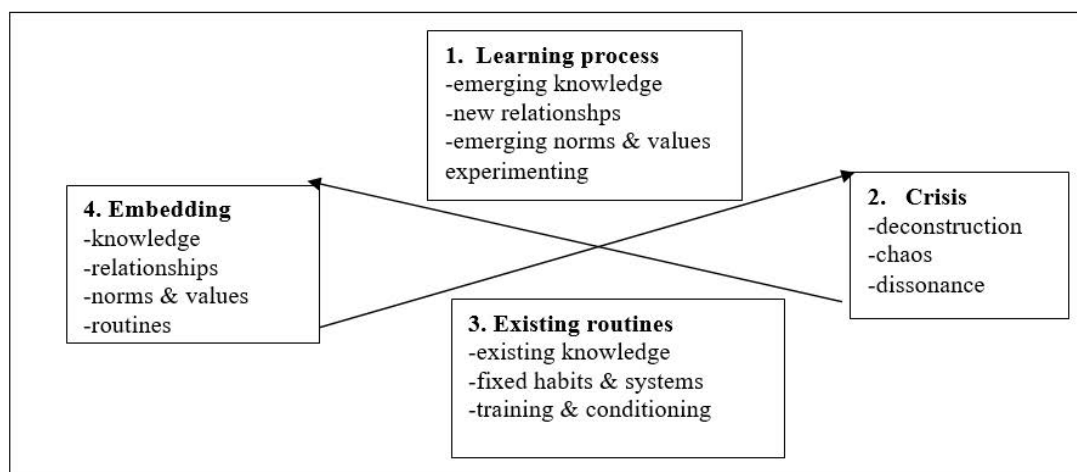 1. Learning process
-emerging knowledge
-new relationshps
-emerging norms & values
experimenting
2. Crisis
-deconstruction
-chaos
-dissonance
3. Existing routines
-existing knowledge
-fixed habits & systems
-training & conditioning
4. Embedding
-knowledge
-relationships
-norms & values
-routines